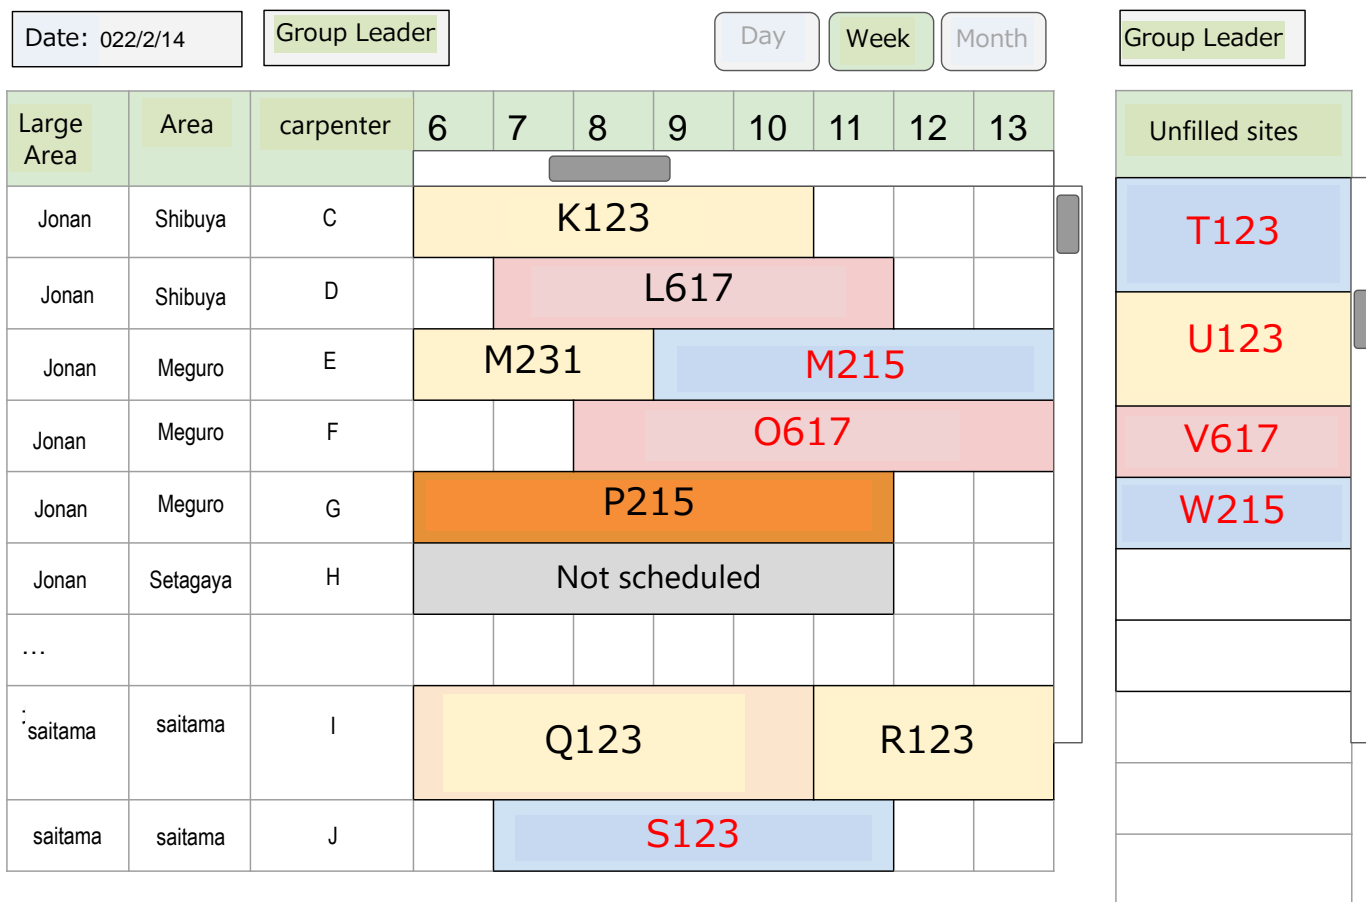 Date: 022/2/14
Group Leader
Day
Week
Month
Group Leader
Large
Area
Area
carpenter
6 7 8 9 10 11 12 13
Unfilled sites
Jonan Shibuya C K123
Jonan Shibuya D L617
Jonan Meguro E M231 M215
Jonan Meguro F O617
Jonan Meguro G P215
Jonan Setagaya H Not scheduled
…
:
saitama saitama I Q123 R123
saitama saitama J S123
T123
U123
V617
W215